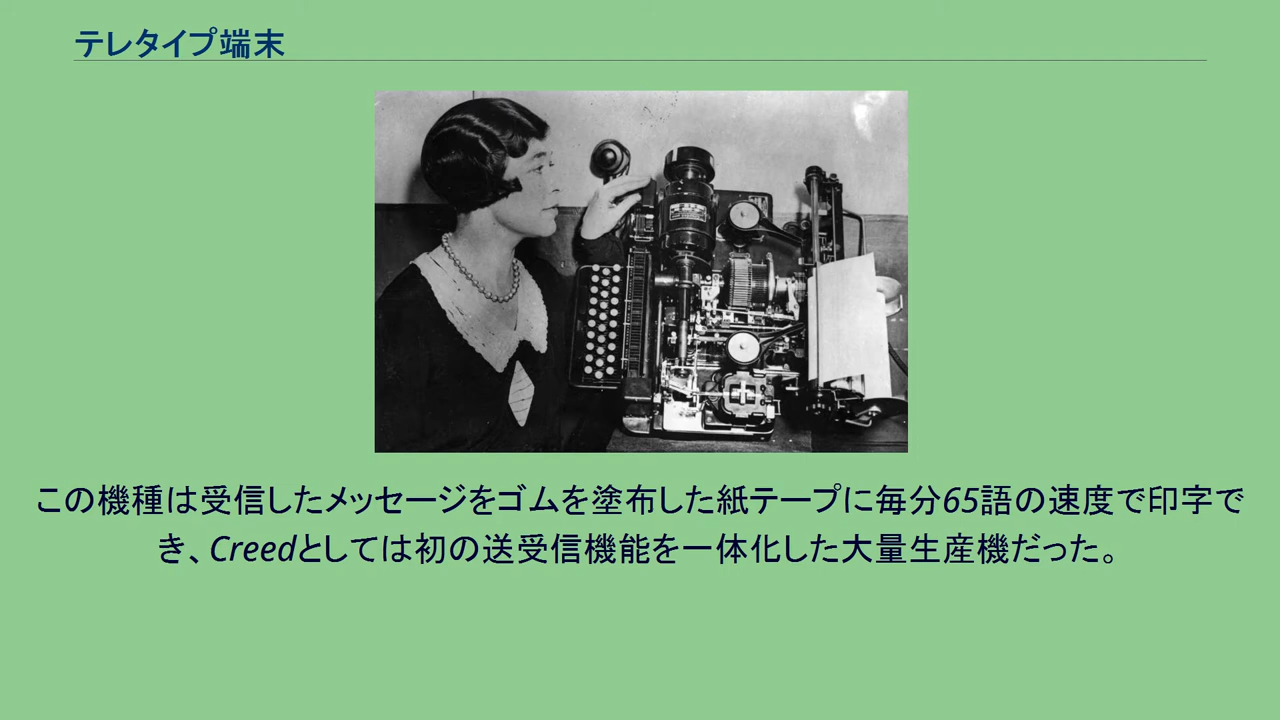 テレタイプ端末
この機種は受信したメッセージをゴムを塗布した紙テープに毎分65語の速度で印字で
き、Creedとしては初の送受信機能を一体化した大量生産機だった。